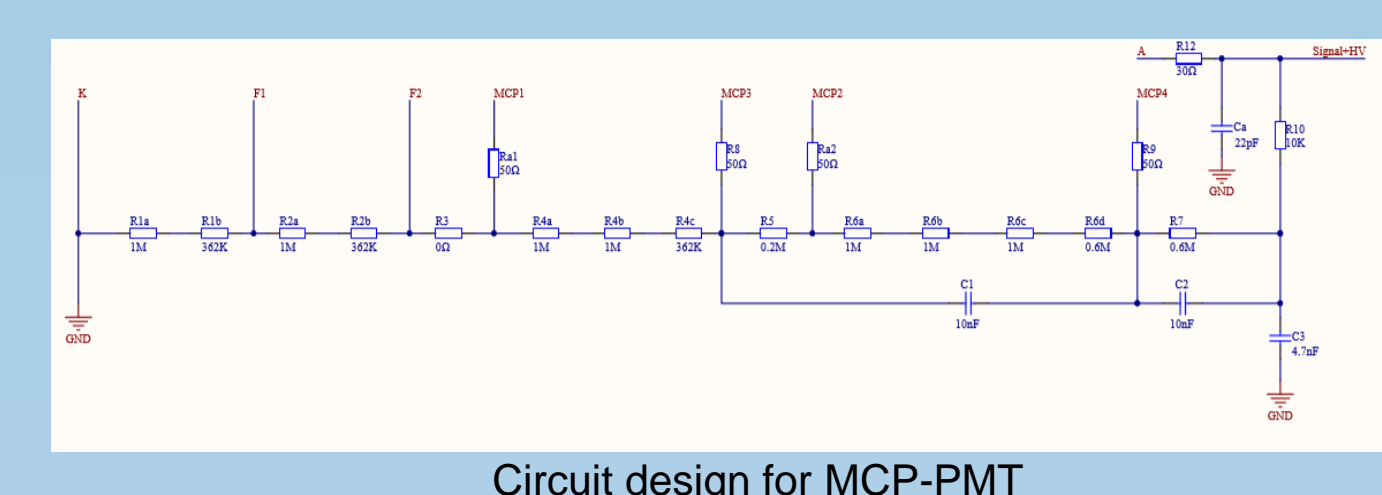 A
R12
30Ω
Signal+HV
K
F1
F2
MCP1
MCP3
MCP2
MCP4
Ra1
50Ω
R8
50Ω
Ra2
50Ω
R9
50Ω
Ca
22pF
R10
10K
GND
R1a
1M
R1b
362K
R2a
1M
R2b
362K
R3
0Ω
R4a
1M
R4b
1M
R4c
362K
R5
0.2M
R6a
1M
R6b
1M
R6c
1M
R6d
0.6M
R7
0.6M
C1
10nF
C2
10nF
C3
4.7nF
GND
GND
Circuit design for MCP-PMT